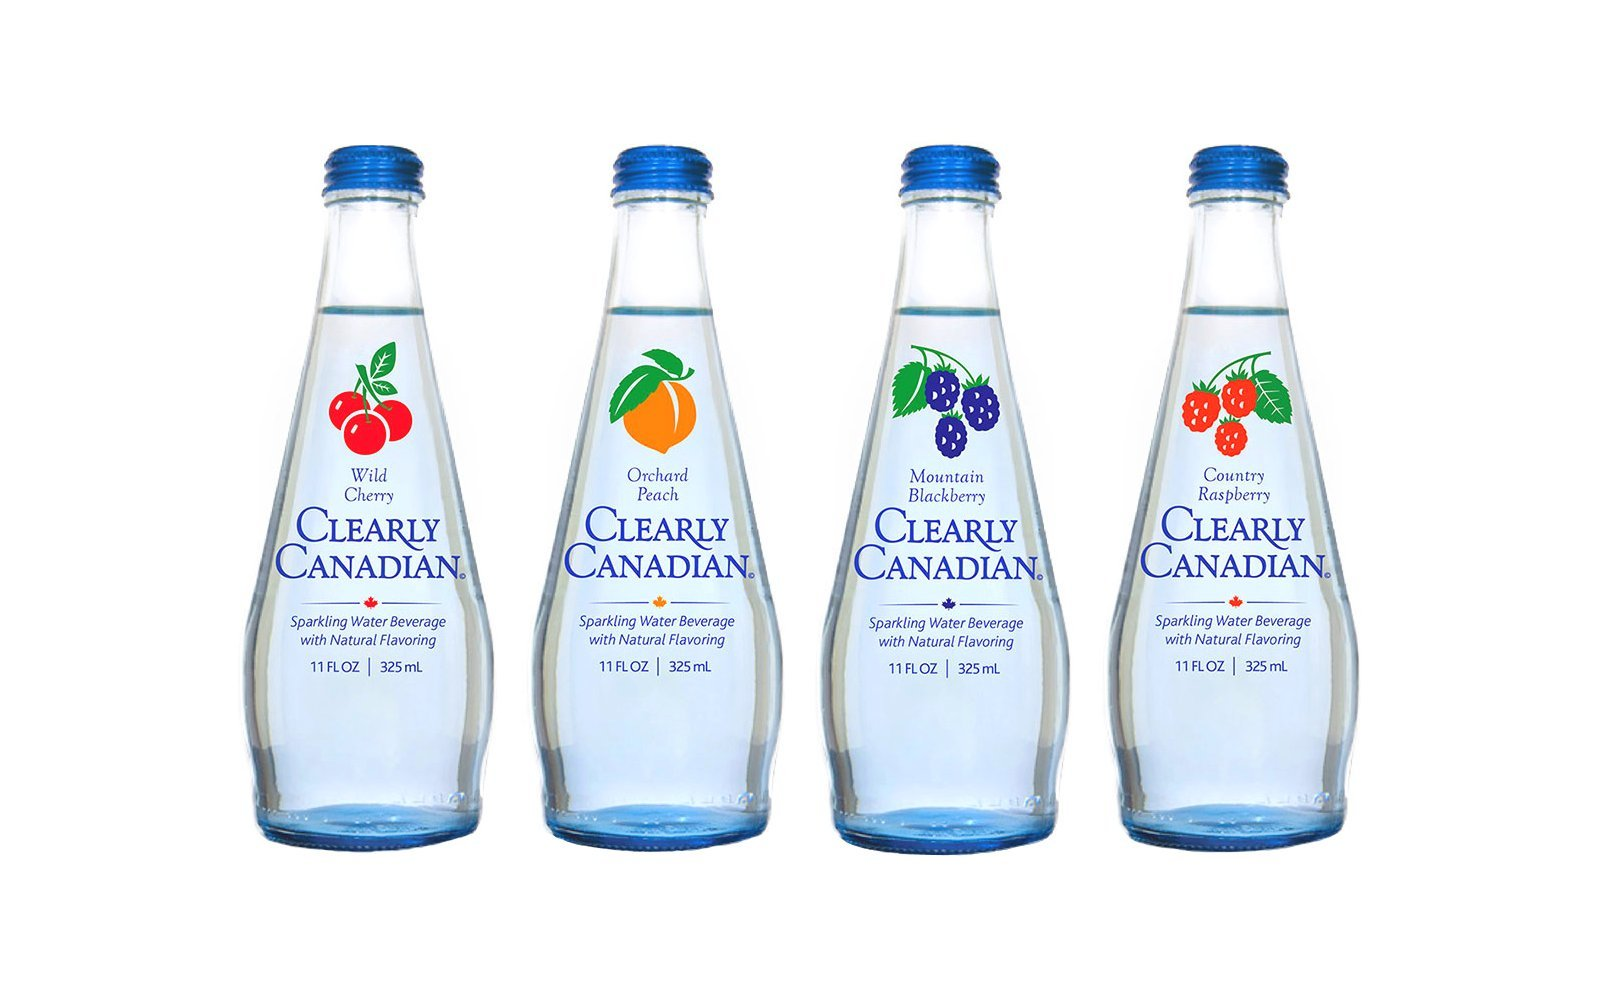 Wild
Cherry
CLEARLY
CANADIAN©
Sparkling Water Beverage
with Natural Flavoring
11 FL OZ | 325 mL
Orchard
Peach
CLEARLY
CANADIAN©
Sparkling Water Beverage
with Natural Flavoring
11 FL OZ | 325 mL
Mountain
Blackberry
CLEARLY
CANADIAN©
Sparkling Water Beverage
with Natural Flavoring
11 FL OZ | 325 mL
Country
Raspberry
CLEARLY
CANADIAN©
Sparkling Water Beverage
with Natural Flavoring
11 FL OZ | 325 mL